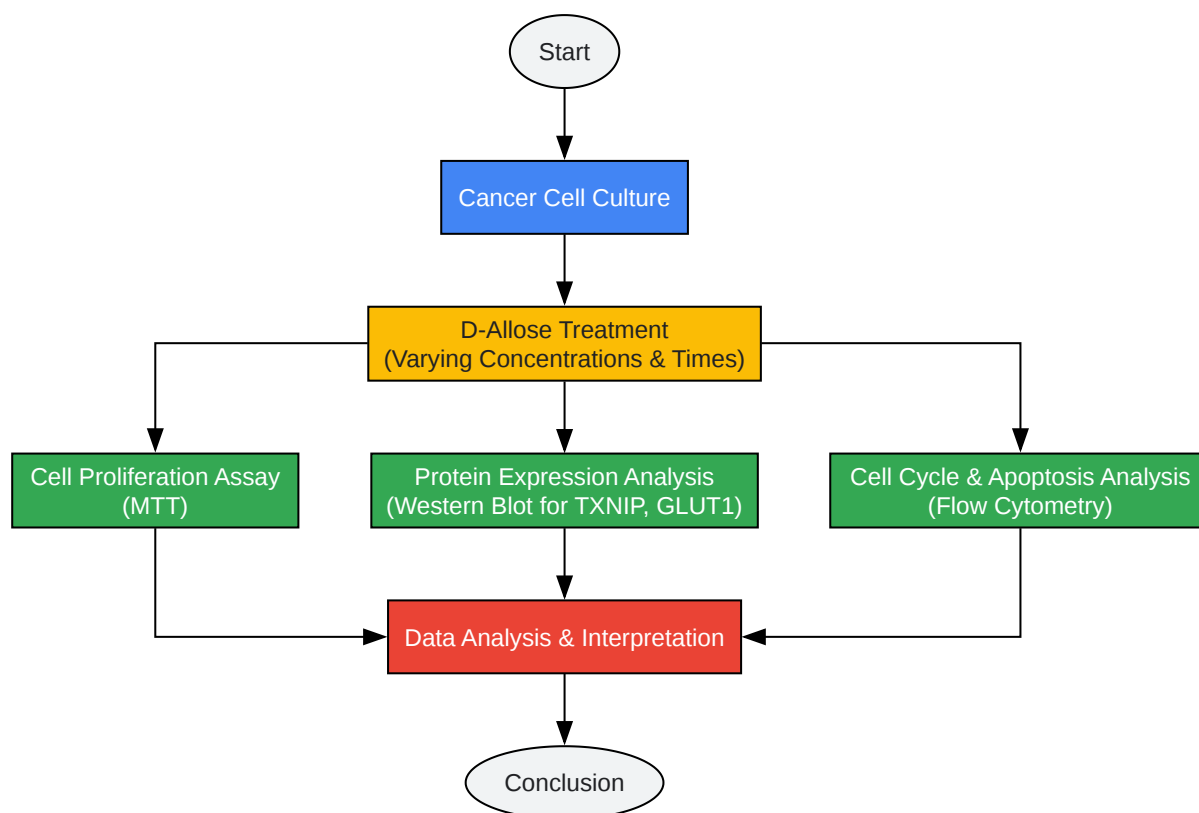 Start
Cancer Cell Culture
D-Allose Treatment
(Varying Concentrations & Times)
Cell Proliferation Assay
(MTT)
Protein Expression Analysis
(Western Blot for TXNIP, GLUT1)
Cell Cycle & Apoptosis Analysis
(Flow Cytometry)
Data Analysis & Interpretation
Conclusion